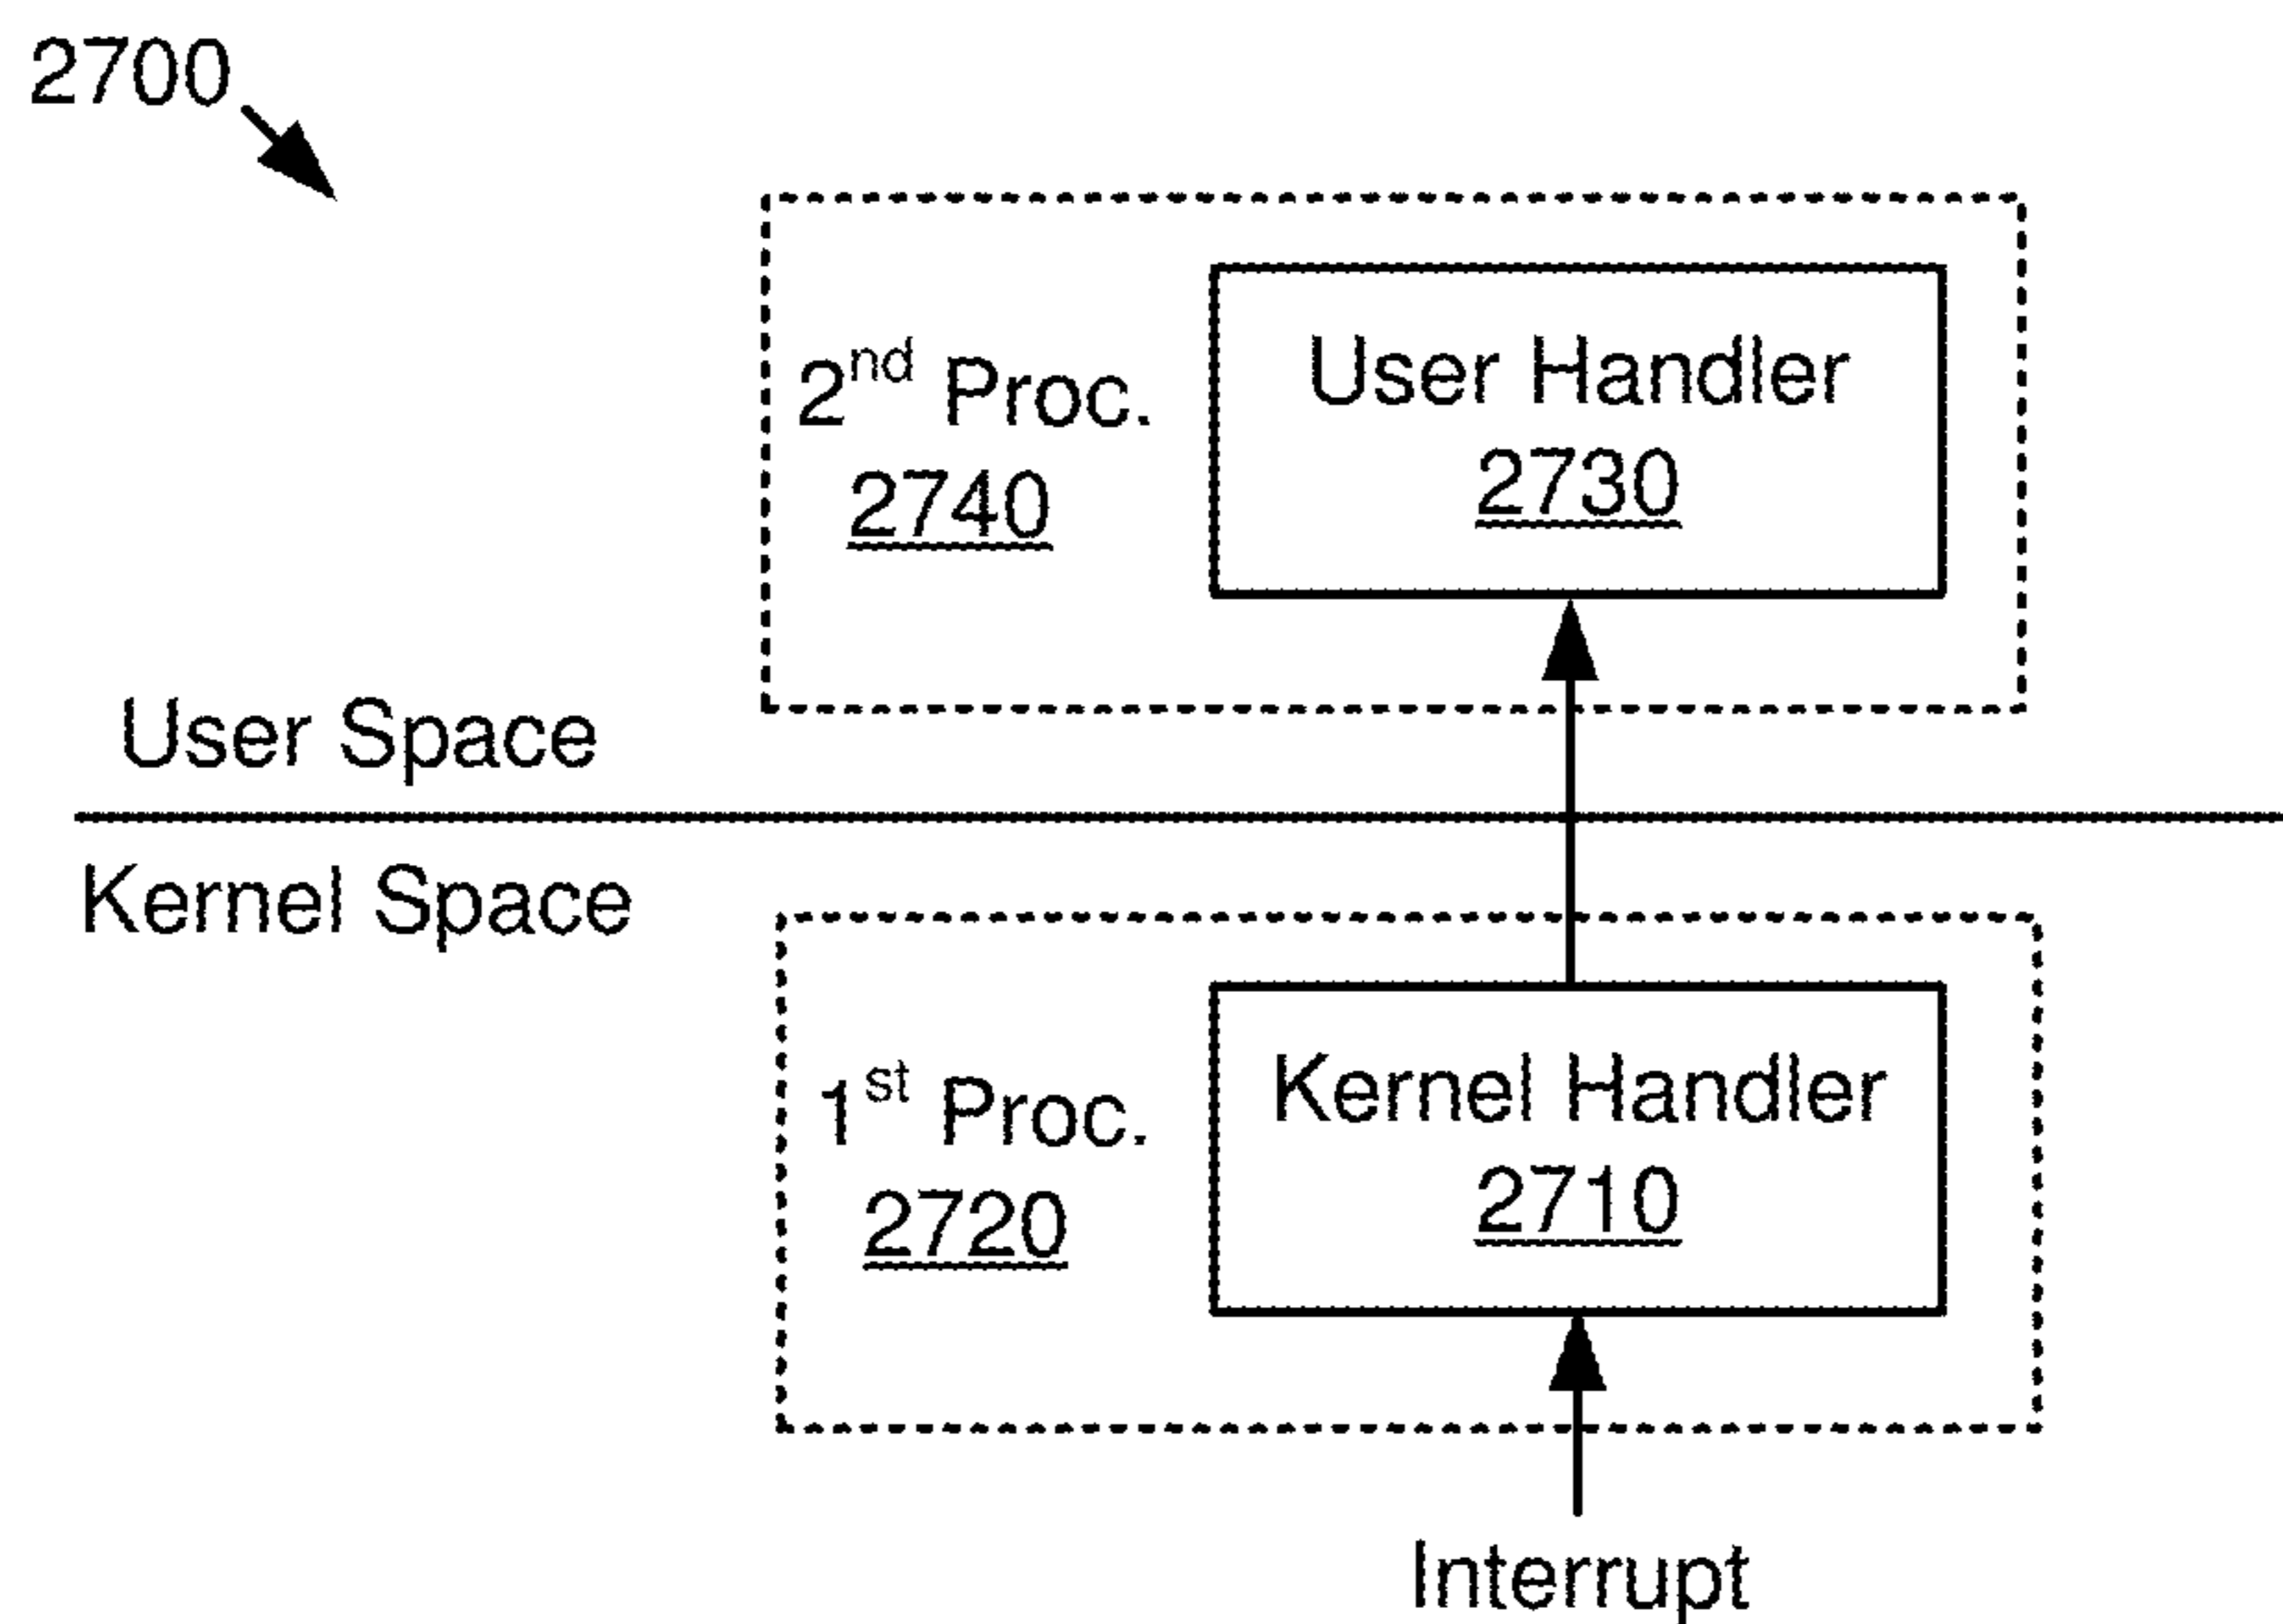 2700
2nd Proc.
2740
User Handler
2730
User Space
Kernel Space
1st Proc.
2720
Kernel Handler
2710
Interrupt